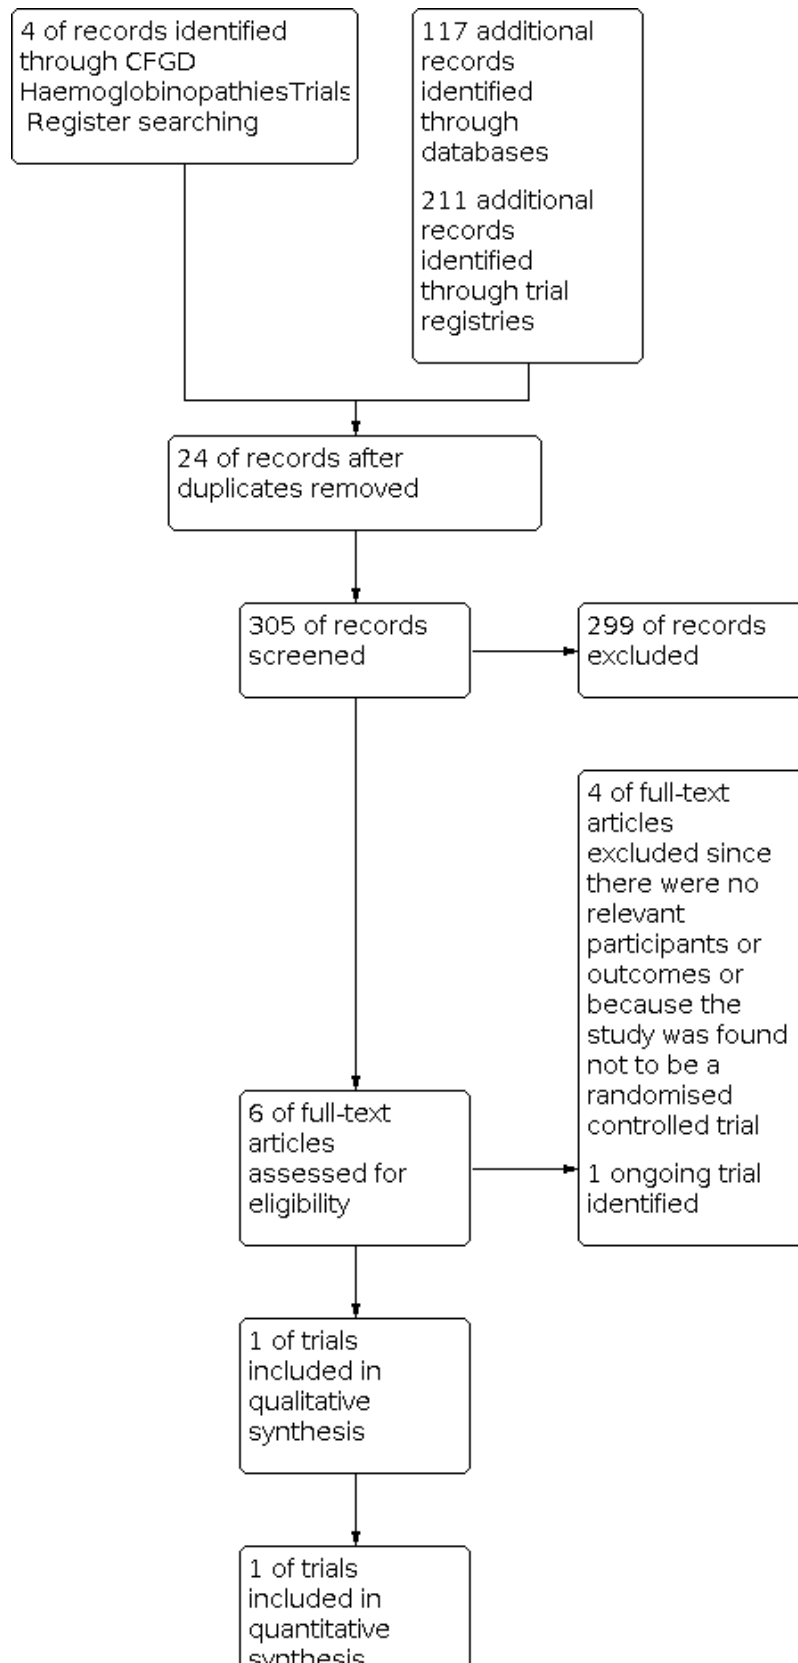 4 of records identified
through CFGD
HaemoglobinopathiesTrials
Register searching
117 additional
records
identified
through
databases
211 additional
records
identified
through trial
registries
24 of records after
duplicates removed
305 of records
screened
299 of records
excluded
4 of full-text
articles
excluded since
there were no
relevant
participants or
outcomes or
because the
study was found
not to be a
randomised
controlled trial
1 ongoing trial
identified
6 of full-text
articles
assessed for
eligibility
1 of trials
included in
qualitative
synthesis
1 of trials
included in
quantitative
synthesis